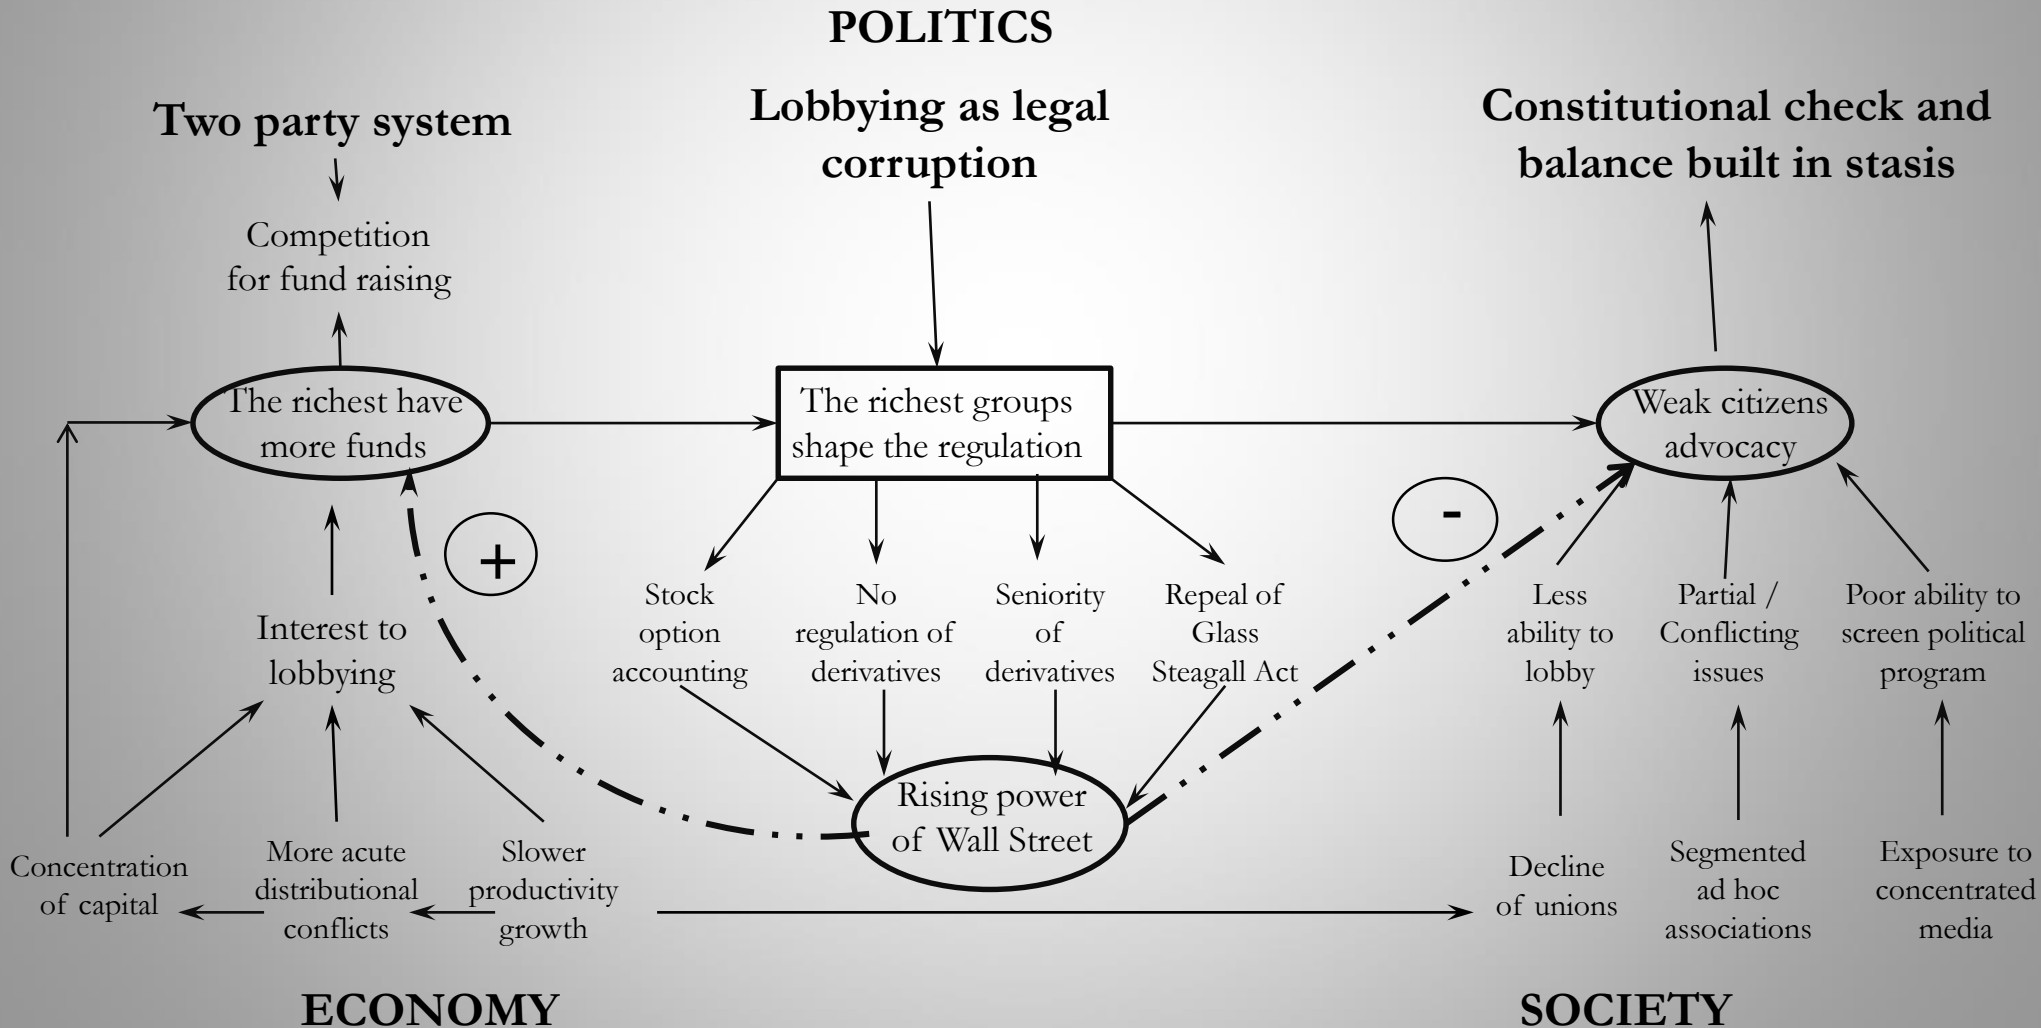 POLITICS
Two party system
Lobbying as legal
corruption
Constitutional check and
balance built in stasis
Competition
for fund raising
The richest have
more funds
The richest groups
shape the regulation
Weak citizens
advocacy
+
-
Interest to
lobbying
Stock
option
accounting
No
regulation of
derivatives
Seniority
of
derivatives
Repeal of
Glass
Steagall Act
Less
ability to
lobby
Partial /
Conflicting
issues
Poor ability to
screen political
program
Rising power
of Wall Street
Concentration
of capital
More acute
distributional
conflicts
Slower
productivity
growth
Decline
of unions
Segmented
ad hoc
associations
Exposure to
concentrated
media
ECONOMY
SOCIETY